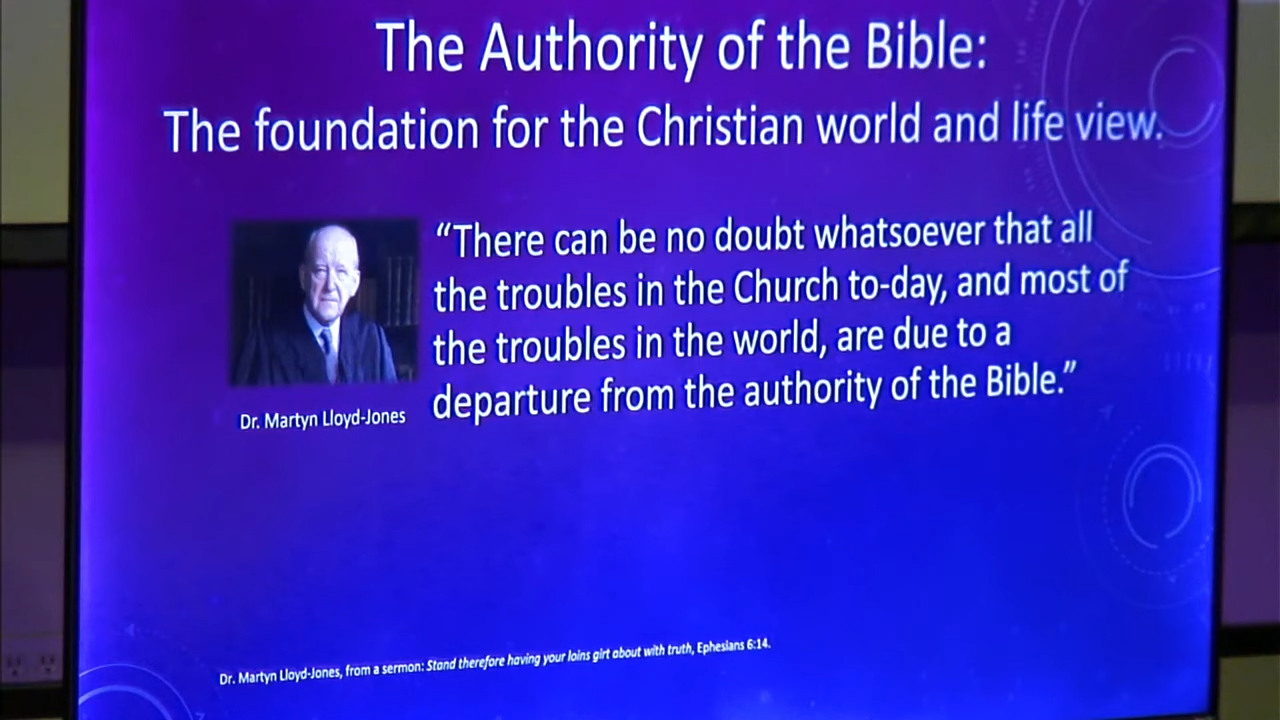 The Authority of the Bible:
The foundation for the Christian world and life view.
“There can be no doubt whatsoever that all
the troubles in the Church to-day, and most of
the troubles in the world, are due to a
departure from the authority of the Bible.”
Dr. Martyn Lloyd-Jones
Dr. Martyn Lloyd-Jones, from a sermon: Stand therefore having your loins girt about with truth, Ephesians 6:14.